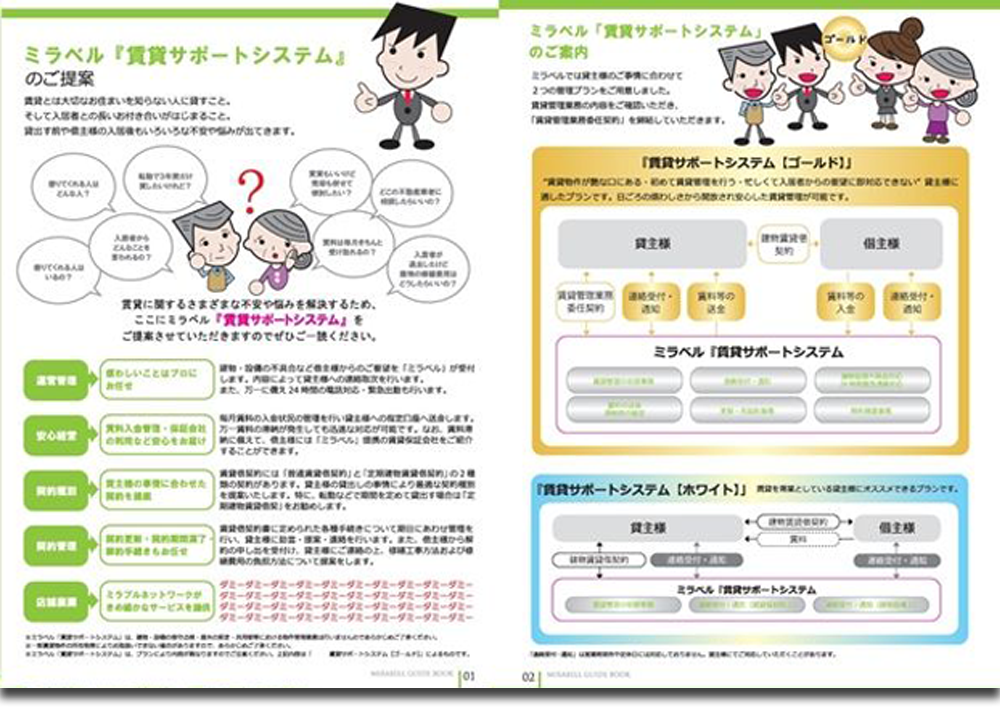 ミラベル『賃貸サポートシステム』
のご提案
賃貸とは大切なお住まいを知らない人に貸すこと。
そして入居者との長いお付き合いがはじまること。
貸出す前や借主様の入居後もいろいろな不安や悩みが出てきます。
借りてくれる人は
どんな人?
転勤で3年間だけ
貸したいけれど?
?
どこの不動産業者に
相談したらいいの?
借りてくれる人は
いるの?
入居者から
どんなことを
言われるの?
賃料は毎月きちんと
受け取れるの?
入居者が
退出したけど
建物の修繕費用は
どうしたらいいの?
賃貸に関するさまざまな不安や悩みを解決するため、
ここにミラベル『賃貸サポートシステム』を
ご提案させていただきますのでぜひご一読ください。
運営管理
煩わしいことはプロに
お任せ
建物・設備の不具合など借主様からのご要望を「ミラベル」が受付
します。内容によって貸主様への連絡取次を行います。
また、万一に備え24時間の電話対応・緊急出動も行います。
安心経営
賃料入金管理・保証会社
の利用など安心をお届け
毎月賃料の入金状況の管理を行い貸主様への指定口座へ送金します。
万一賃料の滞納が発生しても迅速な対応が可能です。なお、賃料滞
納に備えて、借主様には「ミラベル」提携の賃貸保証会社をご紹介
することができます。
契約種別
貸主様の事情に合わせた
契約を提案
賃貸借契約には「普通賃貸借契約」と「定期建物賃貸借契約」の2種
類の契約があります。貸主様の貸出しの事情により最適な契約種別
を提案いたします。特に、転勤などで期間を定めて貸出す場合は「定
期建物賃貸借契」をお勧めします。
契約管理
契約更新・契約期間満了・
解約手続きもお任せ
賃貸借契約書に定められた各種手続きについて期日にあわせ管理を
行い、貸主様に助言・提案・連絡を行います。また、借主様から解
約の申し出を受付け、貸主様にご連絡の上、修繕工事方法および修
繕費用の負担方法について提案をします。
店舗展開
ミラブルネットワークが
きめ細かなサービスを提供
ダミーダミーダミーダミーダミーダミーダミーダミーダミーダミー
ダミーダミーダミーダミーダミーダミーダミーダミーダミーダミー
ダミーダミーダミーダミーダミーダミーダミーダミーダミーダミー
ダミーダミーダミーダミーダミーダミーダミーダミーダミーダミー
MIRABELL GUIDE BOOK 01
ミラベル「賃貸サポートシステム」
のご案内
ゴールド
ミラベルでは貸主様のご事情に合わせて
2つの管理プランをご用意しました。
賃貸管理業務の内容をご確認いただき、
「賃貸管理業務委任契約」を締結していただきます。
『賃貸サポートシステム【ゴールド】』
"賃貸物件が艶な口にある・初めて賃貸管理を行う・忙しくて入居者からの要望に即対応できない" 貸主様に
適したプランです。日ごろの煩わしさから開放され安心した賃貸管理が可能です。
貸主様
建物賃貸借
契約
借主様
賃貸管理業務
委任契約
連絡受付・
通知
賃料等の
送金
賃料等の
入金
連絡受付・
通知
ミラベル『賃貸サポートシステム
『賃貸サポートシステム【ホワイト】』 賃貸を専業としている貸主様にオススメできるプランです。
貸主様
建物賃貸借契約
賃料
借主様
建物賃貸借契約
連絡受付・通知
連絡受付・通知
ミラベル『賃貸サポートシステム
02 MIRABELL GUIDE BOOK